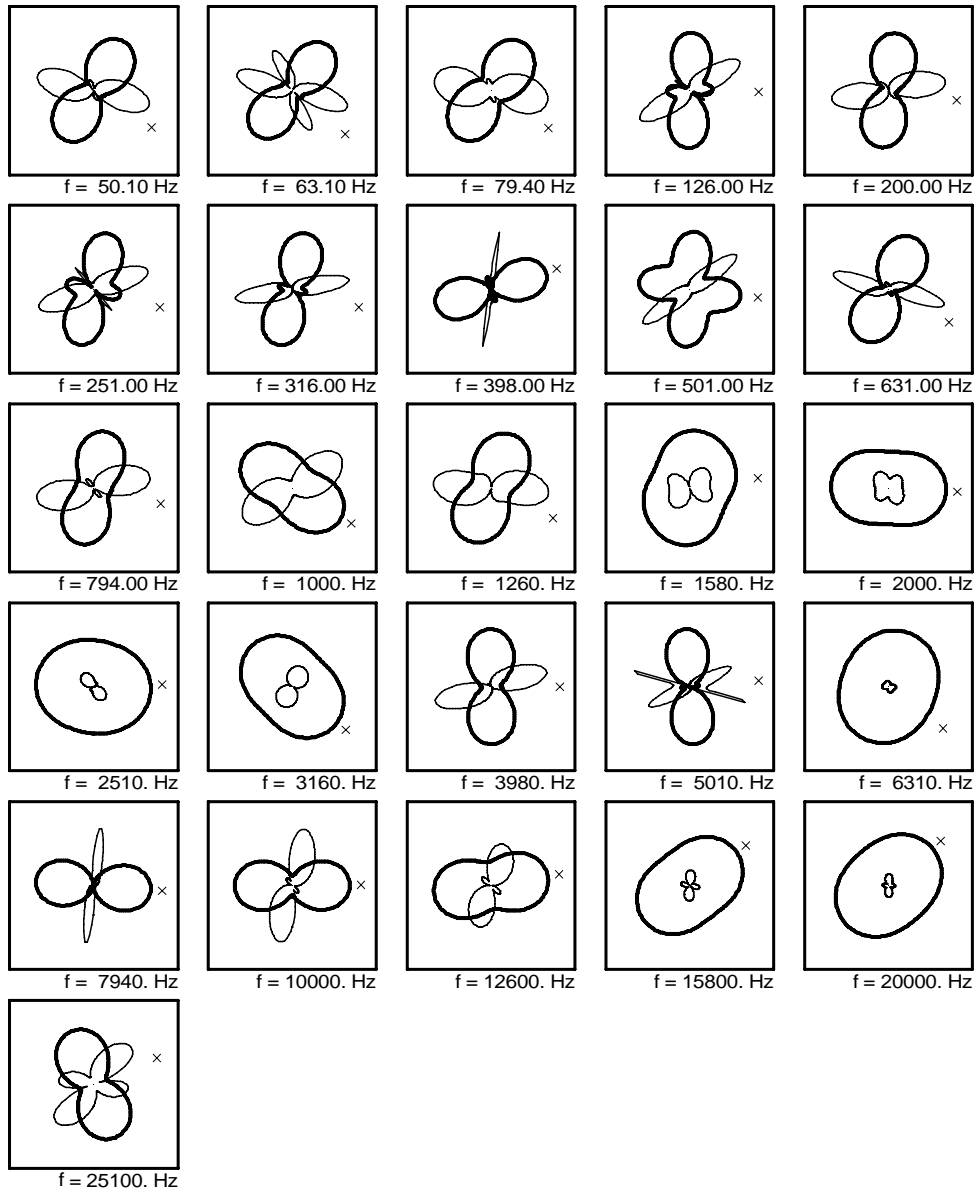 f = 50.10 Hz
f = 63.10 Hz
f = 79.40 Hz
f = 126.00 Hz
f = 200.00 Hz
f = 251.00 Hz
f = 316.00 Hz
f = 398.00 Hz
f = 501.00 Hz
f = 631.00 Hz
f = 794.00 Hz
f = 1000. Hz
f = 1260. Hz
f = 1580. Hz
f = 2000. Hz
f = 2510. Hz
f = 3160. Hz
f = 3980. Hz
f = 5010. Hz
f = 6310. Hz
f = 7940. Hz
f = 10000. Hz
f = 12600. Hz
f = 15800. Hz
f = 20000. Hz
f = 25100. Hz